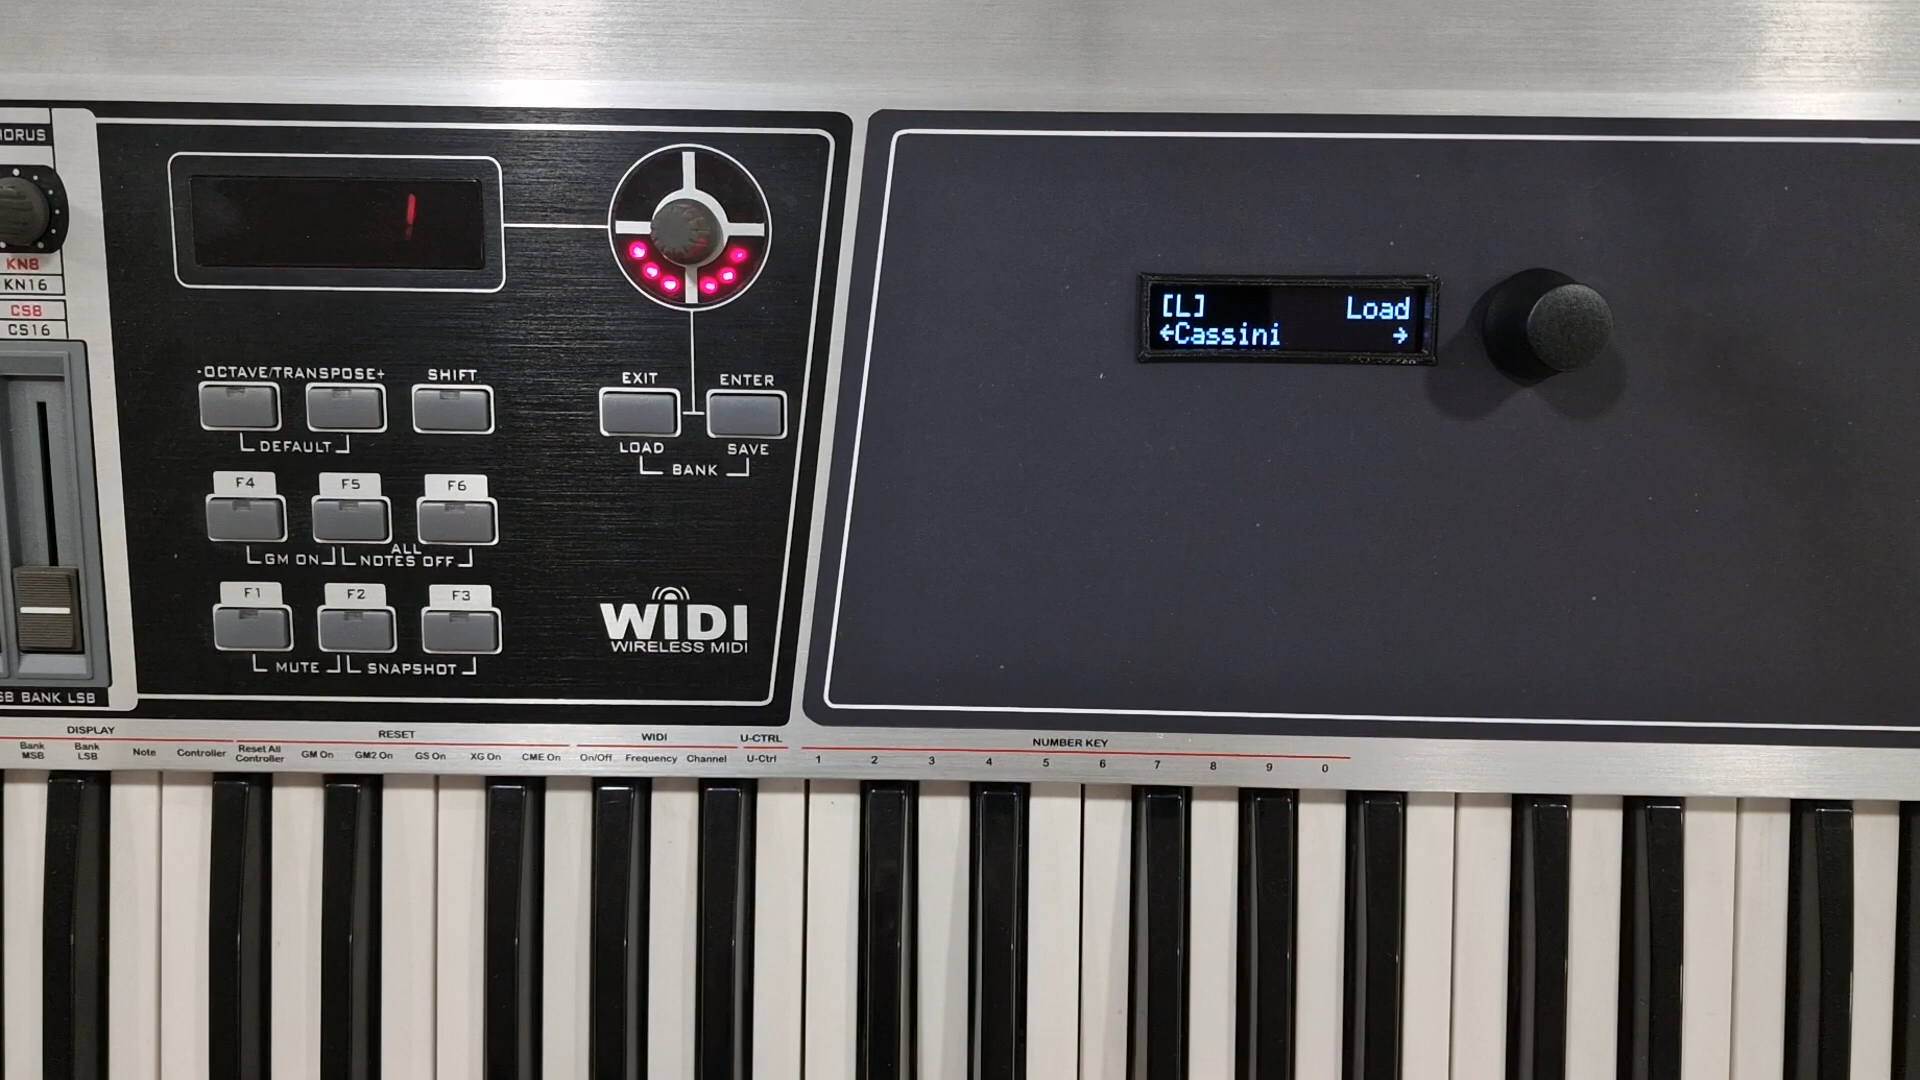 HORUS
KN8
KN16
CS8
CS16
1
-OCTAVE/TRANSPOSE+
SHIFT
DEFAULT
EXIT
ENTER
LOAD
SAVE
BANK
F4
F5
F6
GM ON
ALL
NOTES OFF
F1
F2
F3
MUTE
SNAPSHOT
WIDI
WIRELESS MIDI
[L] Load
←Cassini →
SB BANK LSB
DISPLAY
RESET
WIDI
U-CTRL
NUMBER KEY
Bank MSB
Bank LSB
Note
Controller
Reset All Controller
GM On
GM2 On
GS On
XG On
CME On
On/Off
Frequency
Channel
U-Ctrl
1 2 3 4 5 6 7 8 9 0